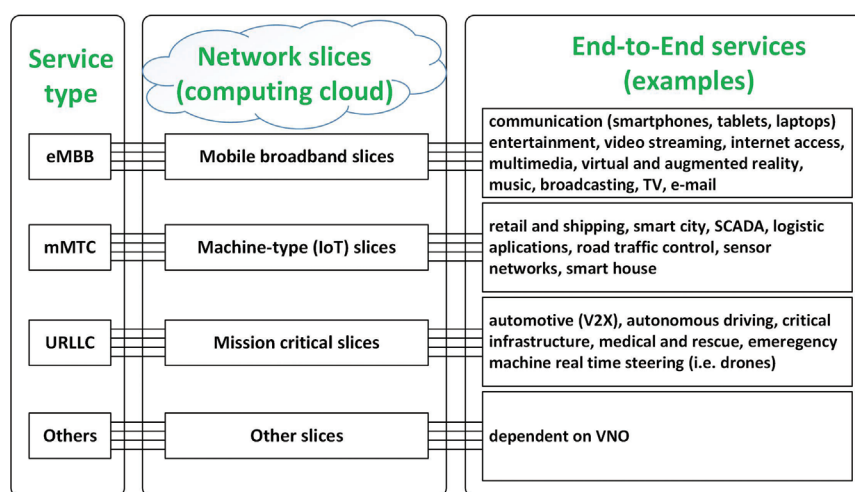 Service
type
Network slices
(computing cloud)
End-to-End services
(examples)
eMBB
Mobile broadband slices
communication (smartphones, tablets, laptops)
entertainment, video streaming, internet access,
multimedia, virtual and augmented reality,
music, broadcasting, TV, e-mail
mMTC
Machine-type (IoT) slices
retail and shipping, smart city, SCADA, logistic
aplications, road traffic control, sensor
networks, smart house
URLLC
Mission critical slices
automotive (V2X), autonomous driving, critical
infrastructure, medical and rescue, emeregency
machine real time steering (i.e. drones)
Others
Other slices
dependent on VNO